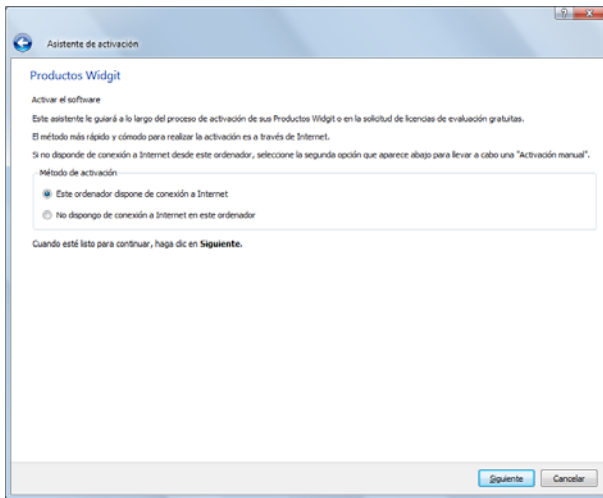 Asistente de activación
Productos Widgit
Activar el software
Este asistente le guiará a lo largo del proceso de activación de sus Productos Widgit o en la solicitud de licencias de evaluación gratuitas.
El método más rápido y cómodo para realizar la activación es a través de Internet.
Si no dispone de conexión a Internet desde este ordenador, seleccione la segunda opción que aparece abajo para llevar a cabo una "Activación manual".
Método de activación
Este ordenador dispone de conexión a Internet
No dispongo de conexión a Internet en este ordenador
Cuando esté listo para continuar, haga clic en Siguiente.
Siguiente Cancelar